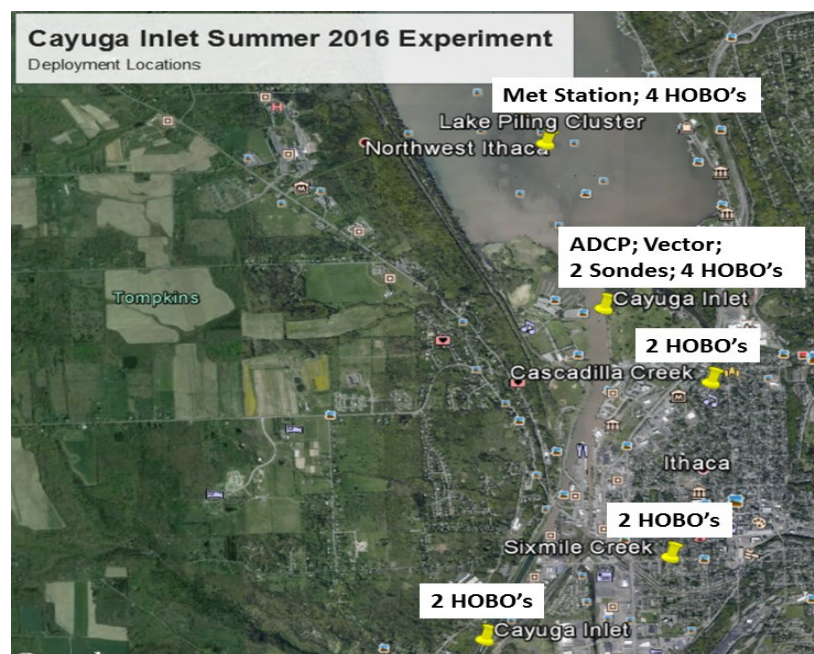 Cayuga Inlet Summer 2016 Experiment
Deployment Locations
Met Station; 4 HOBO's
Lake Piling Cluster
Northwest Ithaca
ADCP; Vector;
2 Sondes; 4 HOBO's
Tompkins
Cayuga Inlet
2 HOBO's
Cascadilla Creek
Ithaca
2 HOBO's
Sixmile Creek
2 HOBO's
Cayuga Inlet